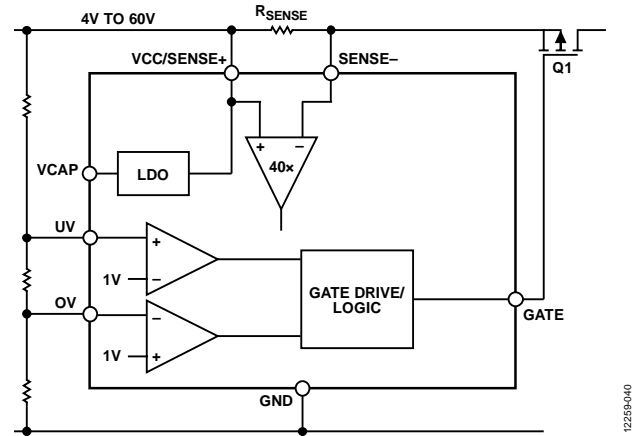 4V TO 60V
RSENSE
VCC/SENSE+
SENSE–
Q1
+ –
40×
VCAP
LDO
UV
+
1V
–
GATE DRIVE/
LOGIC
OV
–
1V
+
GATE
GND
12259-040